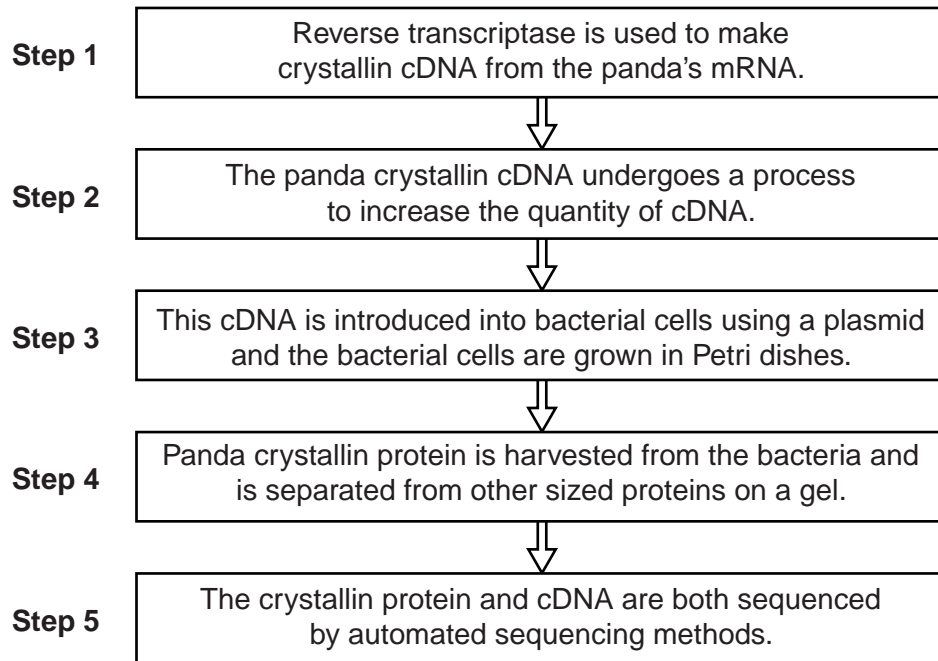 Step 1
Reverse transcriptase is used to make
crystallin cDNA from the panda's mRNA.
Step 2
The panda crystallin cDNA undergoes a process
to increase the quantity of cDNA.
Step 3
This cDNA is introduced into bacterial cells using a plasmid
and the bacterial cells are grown in Petri dishes.
Step 4
Panda crystallin protein is harvested from the bacteria and
is separated from other sized proteins on a gel.
Step 5
The crystallin protein and cDNA are both sequenced
by automated sequencing methods.